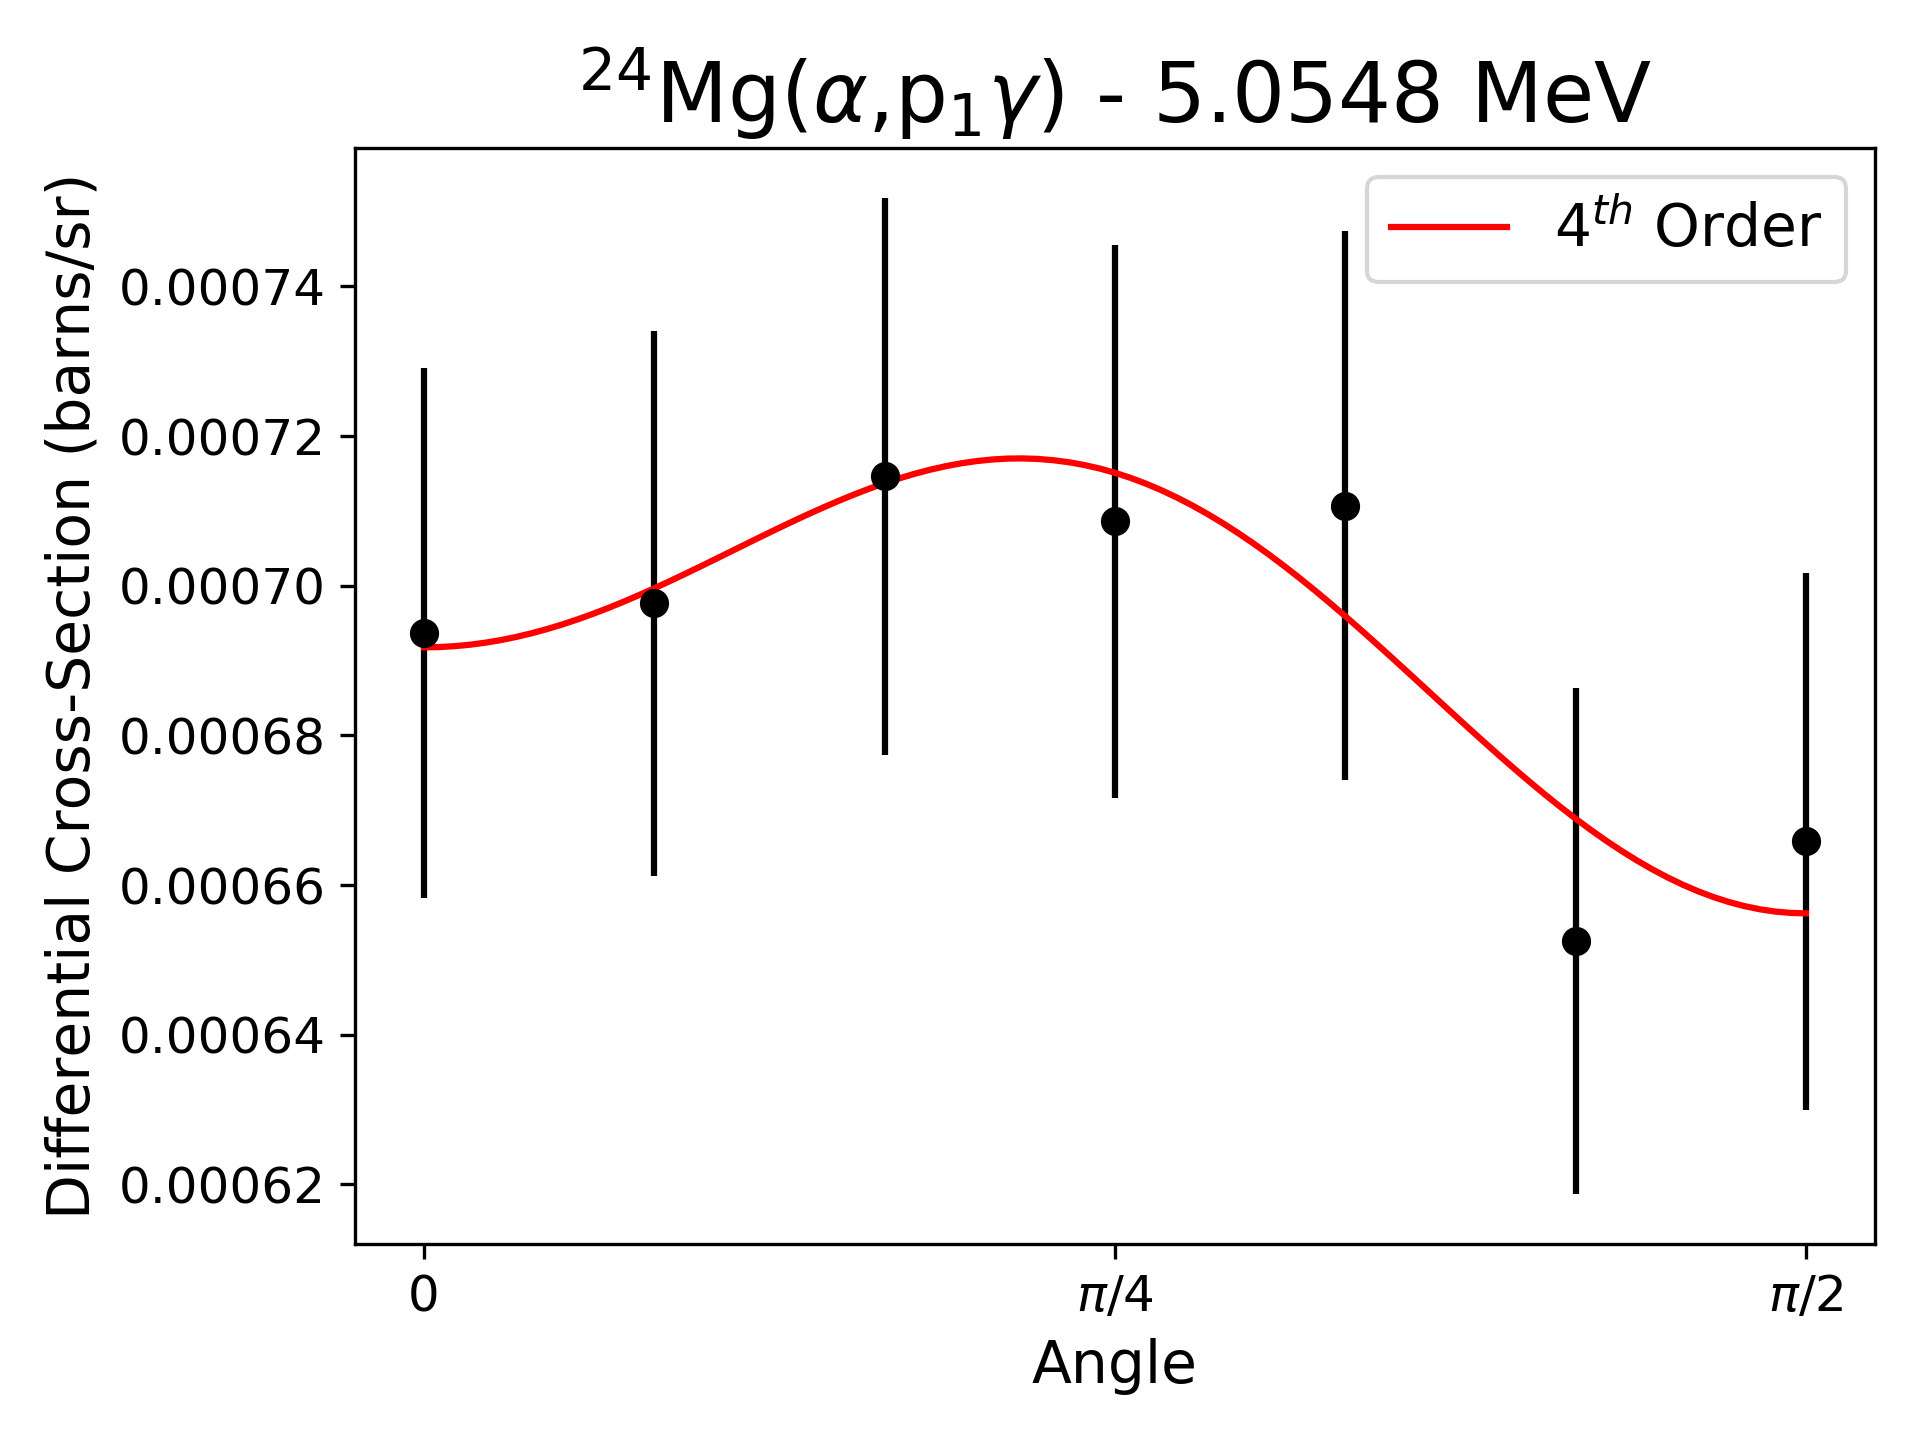 ²⁴Mg(α,p₁γ) - 5.0548 MeV
4ᵗʰ Order
Differential Cross-Section (barns/sr)
0.00074
0.00072
0.00070
0.00068
0.00066
0.00064
0.00062
0 π/4 π/2
Angle